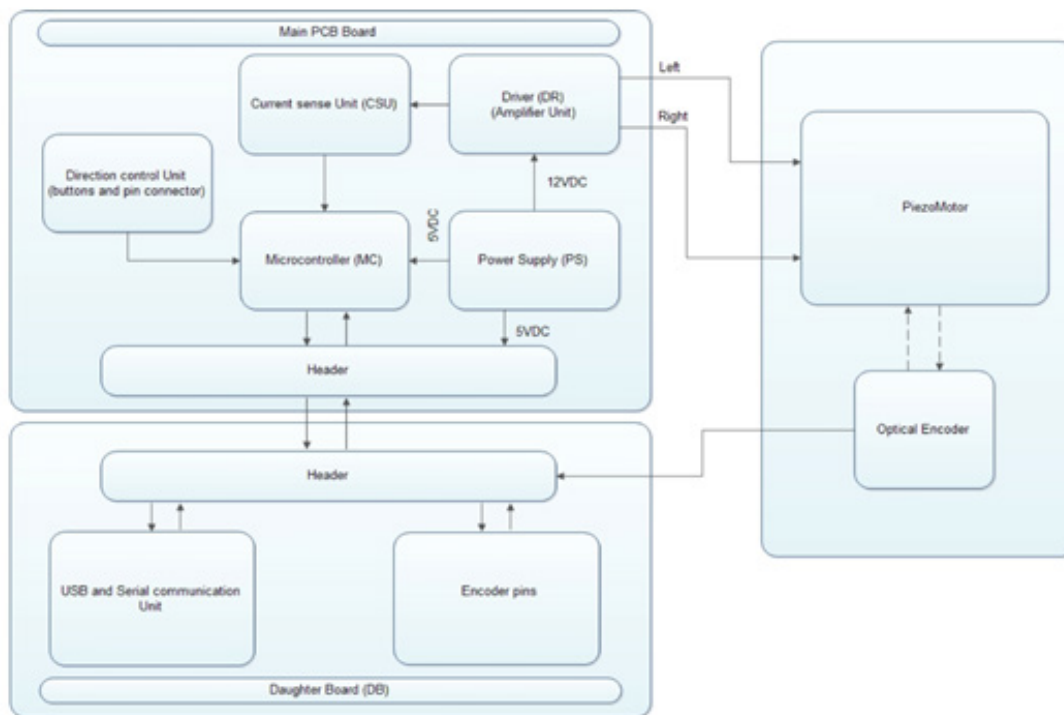 Main PCB Board
Current sense Unit (CSU)
Driver (DR)
(Amplifier Unit)
Left
Right
Direction control Unit
(buttons and pin connector)
12VDC
5VDC
PiezoMotor
Microcontroller (MC)
Power Supply (PS)
5VDC
Header
Optical Encoder
Header
USB and Serial communication
Unit
Encoder pins
Daughter Board (DB)